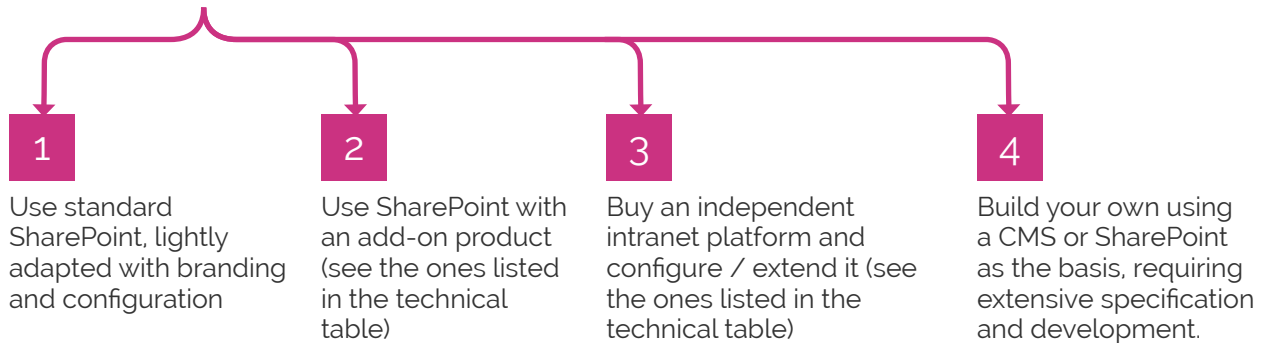 1
Use standard
SharePoint, lightly
adapted with branding
and configuration
2
Use SharePoint with
an add-on product
(see the ones listed
in the technical
table)
3
Buy an independent
intranet platform and
configure / extend it (see
the ones listed in the
technical table)
4
Build your own using
a CMS or SharePoint
as the basis, requiring
extensive specification
and development.